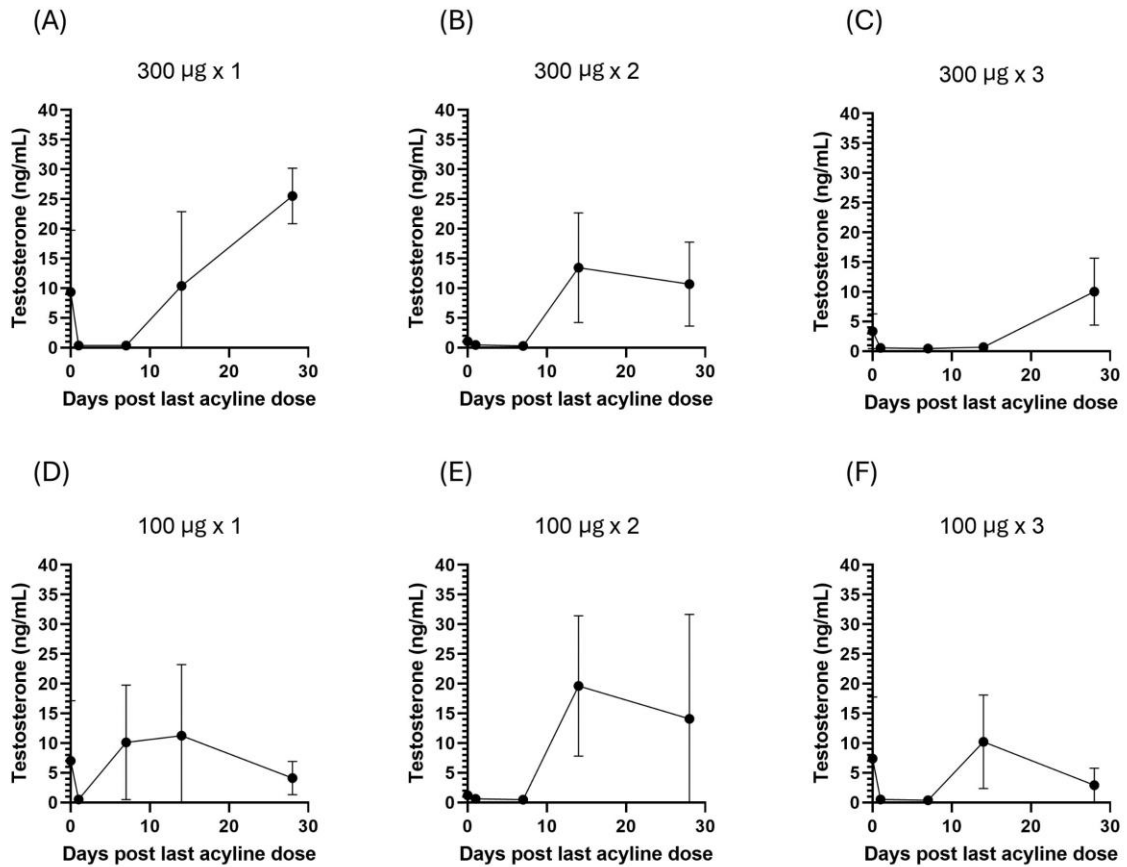 (A)
300 µg x 1
Testosterone (ng/mL)
40
35
30
25
20
15
10
5
0
0 10 20 30
Days post last acyline dose
(B)
300 µg x 2
Testosterone (ng/mL)
40
35
30
25
20
15
10
5
0
0 10 20 30
Days post last acyline dose
(C)
300 µg x 3
Testosterone (ng/mL)
40
35
30
25
20
15
10
5
0
0 10 20 30
Days post last acyline dose
(D)
100 µg x 1
Testosterone (ng/mL)
40
35
30
25
20
15
10
5
0
0 10 20 30
Days post last acyline dose
(E)
100 µg x 2
Testosterone (ng/mL)
40
35
30
25
20
15
10
5
0
0 10 20 30
Days post last acyline dose
(F)
100 µg x 3
Testosterone (ng/mL)
40
35
30
25
20
15
10
5
0
0 10 20 30
Days post last acyline dose